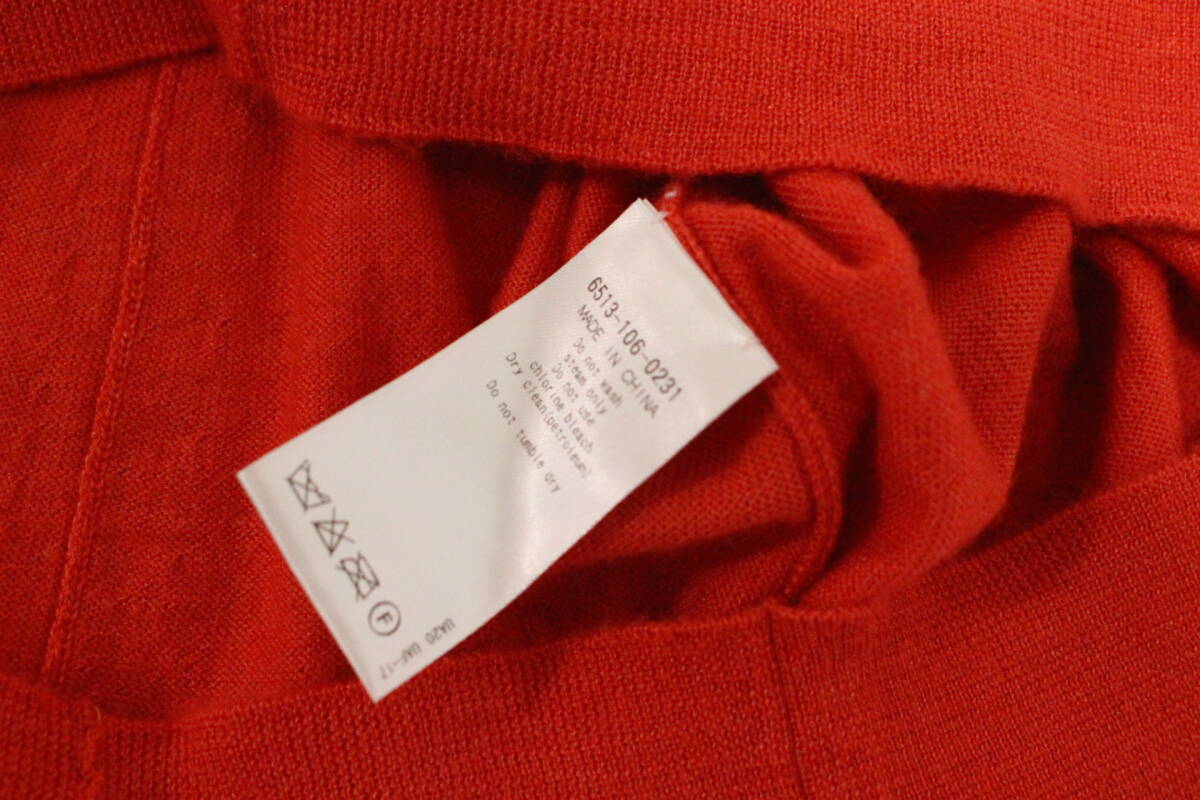 6513-106-0231
MADE IN CHINA
Do not wash
steam only
Do not use
chlorine bleach
Dry clean(petroleum)
Do not tumble dry
F
UA20 UAF-17